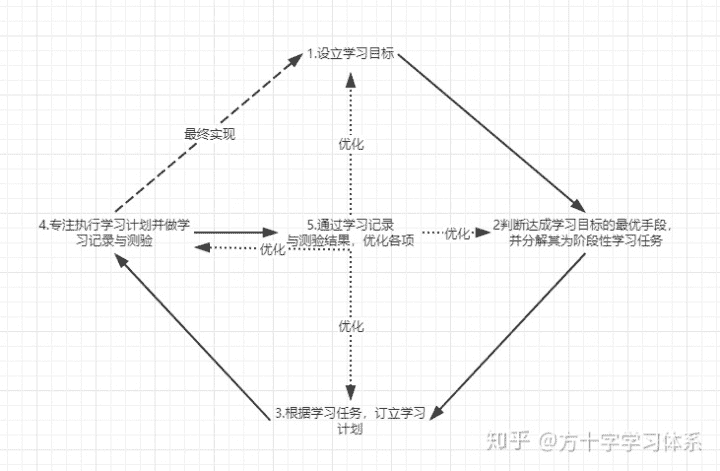 1.设立学习目标
最终实现
优化
4.专注执行学习计划并做学
习记录与测验
5.通过学习记录
与测验结果，优化各项
优化
优化
2判断达成学习目标的最优手段，
并分解其为阶段性学习任务
优化
3.根据学习任务，订立学习
计划
知乎 @方十字学习体系